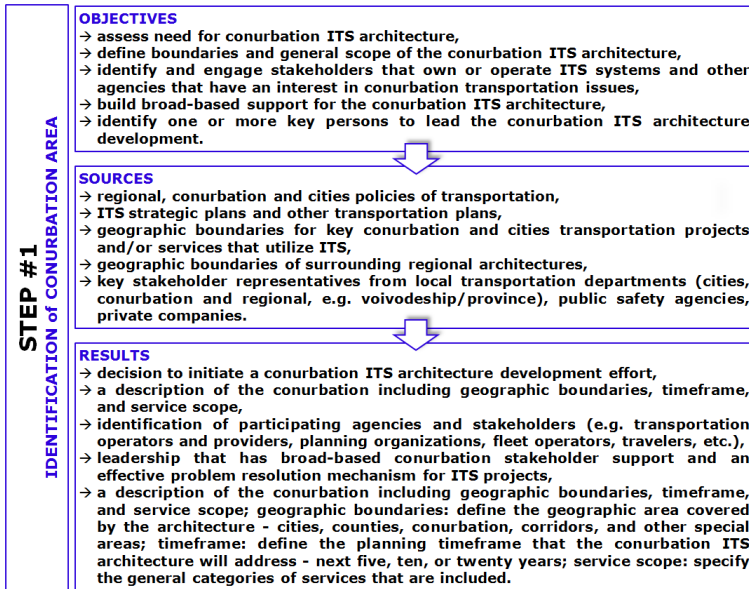 STEP #1
IDENTIFICATION of CONURBATION AREA
OBJECTIVES
→ assess need for conurbation ITS architecture,
→ define boundaries and general scope of the conurbation ITS architecture,
→ identify and engage stakeholders that own or operate ITS systems and other
agencies that have an interest in conurbation transportation issues,
→ build broad-based support for the conurbation ITS architecture,
→ identify one or more key persons to lead the conurbation ITS architecture
development.
SOURCES
→ regional, conurbation and cities policies of transportation,
→ ITS strategic plans and other transportation plans,
→ geographic boundaries for key conurbation and cities transportation projects
and/or services that utilize ITS,
→ geographic boundaries of surrounding regional architectures,
→ key stakeholder representatives from local transportation departments (cities,
conurbation and regional, e.g. voivodeship/province), public safety agencies,
private companies.
RESULTS
→ decision to initiate a conurbation ITS architecture development effort,
→ a description of the conurbation including geographic boundaries, timeframe,
and service scope,
→ identification of participating agencies and stakeholders (e.g. transportation
operators and providers, planning organizations, fleet operators, travelers, etc.),
→ leadership that has broad-based conurbation stakeholder support and an
effective problem resolution mechanism for ITS projects,
→ a description of the conurbation including geographic boundaries, timeframe,
and service scope; geographic boundaries: define the geographic area covered
by the architecture - cities, counties, conurbation, corridors, and other special
areas; timeframe: define the planning timeframe that the conurbation ITS
architecture will address - next five, ten, or twenty years; service scope: specify
the general categories of services that are included.